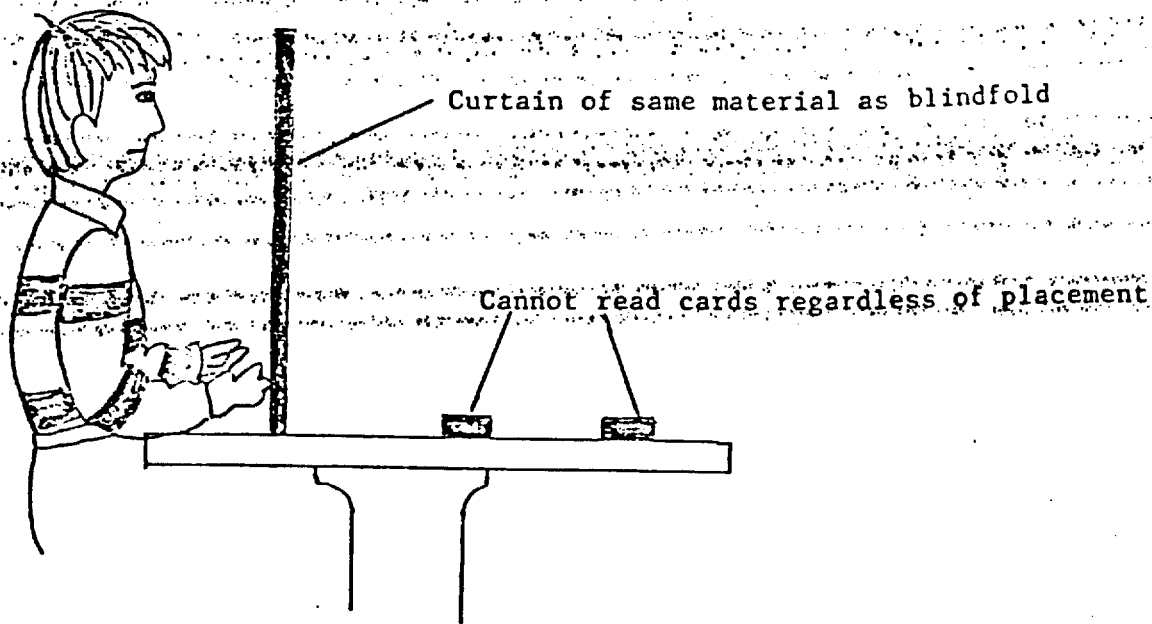 Curtain of same material as blindfold
Cannot read cards regardless of placement